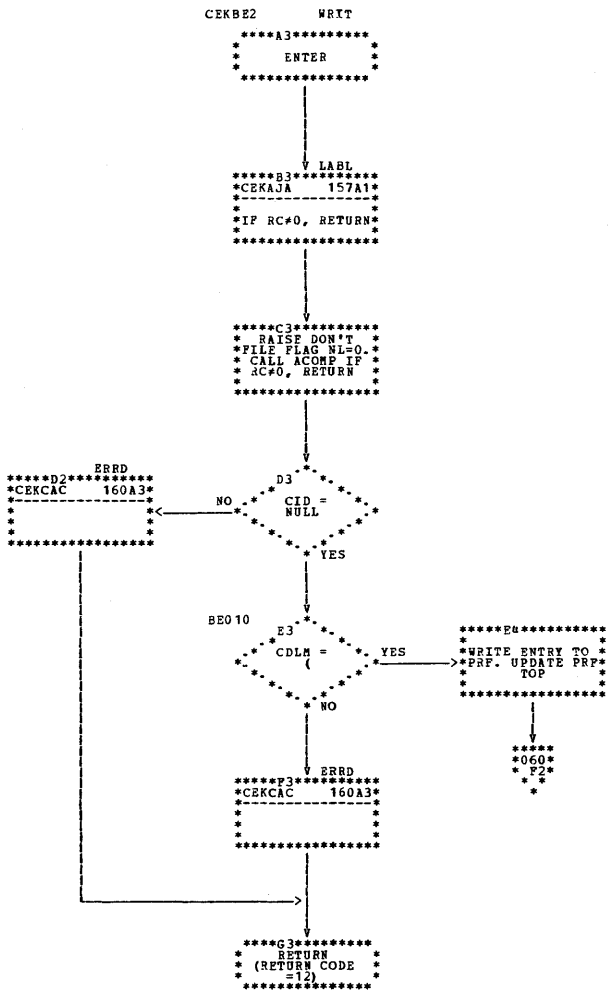 CEKBE2 WRIT
A3
ENTER
LABL
B3
CEKAJA 157A1
IF RC≠0, RETURN
C3
RAISE DON'T
FILE FLAG NL=0.
CALL ACOMP IF
RC≠0, RETURN
ERRD
D2
CEKCAC 160A3
D3
CID =
NULL
NO
YES
BE010
E3
CDLM =
(
YES
NO
E4
WRITE ENTRY TO
PRF. UPDATE PRF
TOP
060
F2
ERRD
F3
CEKCAC 160A3
G3
RETURN
(RETURN CODE
=12)